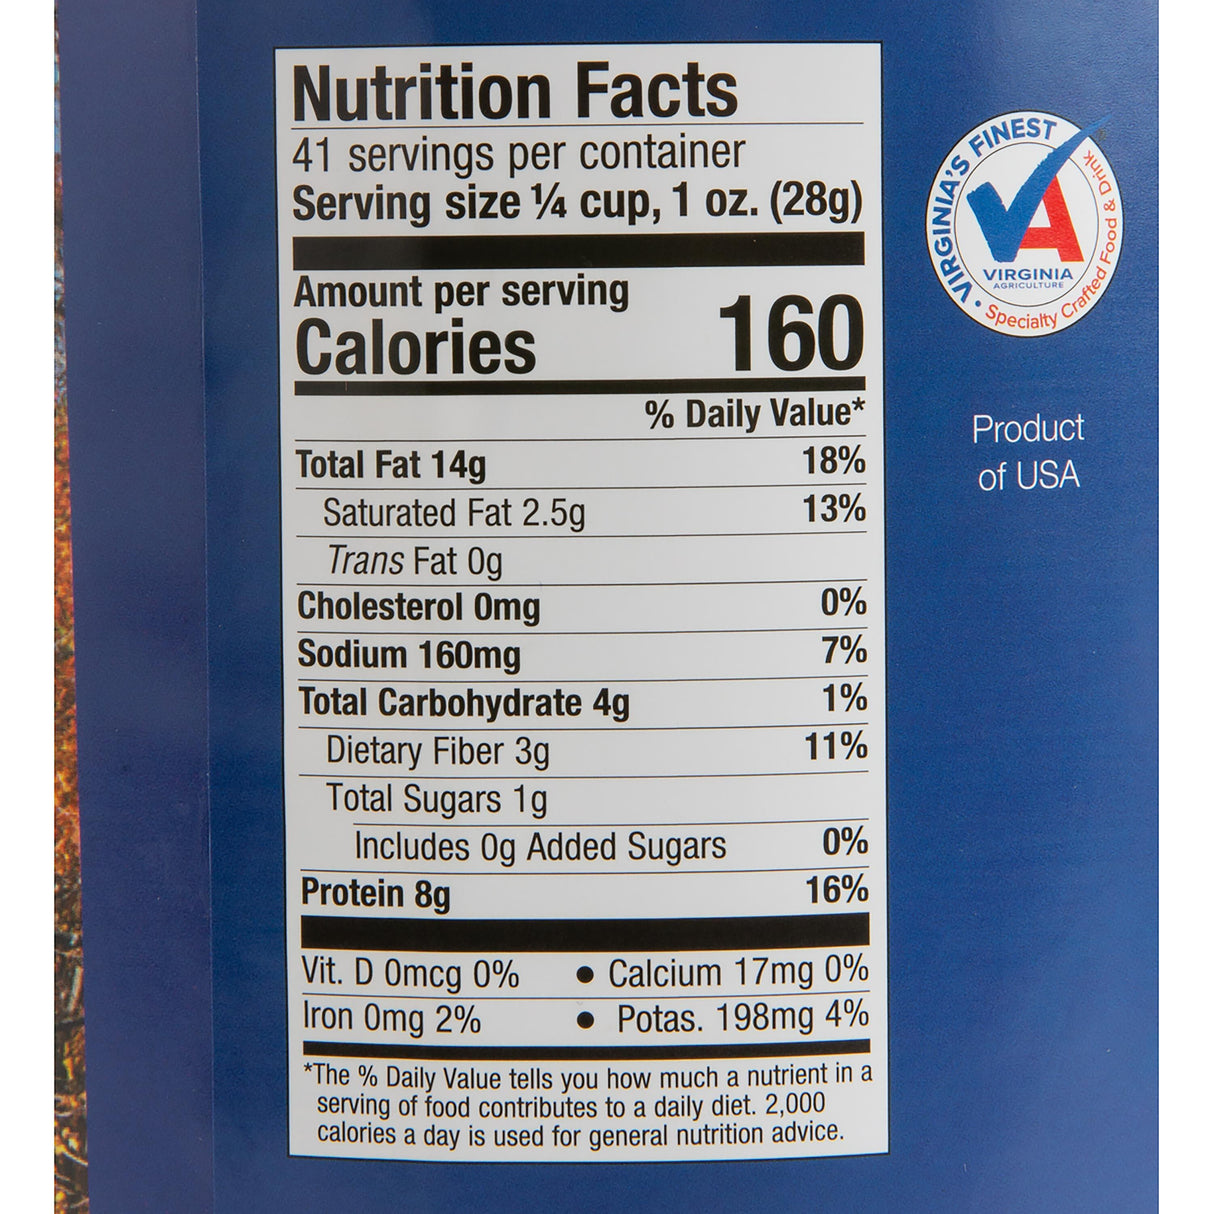 Nutrition Facts
41 servings per container
Serving size ¼ cup, 1 oz. (28g)
Amount per serving
Calories 160
% Daily Value*
Total Fat 14g 18%
Saturated Fat 2.5g 13%
Trans Fat 0g
Cholesterol 0mg 0%
Sodium 160mg 7%
Total Carbohydrate 4g 1%
Dietary Fiber 3g 11%
Total Sugars 1g
Includes 0g Added Sugars 0%
Protein 8g 16%
Vit. D 0mcg 0% • Calcium 17mg 0%
Iron 0mg 2% • Potas. 198mg 4%
*The % Daily Value tells you how much a nutrient in a
serving of food contributes to a daily diet. 2,000
calories a day is used for general nutrition advice.
• VIRGINIA'S FINEST
VA
VIRGINIA
AGRICULTURE
• Specialty Crafted Food & Drink
Product
of USA